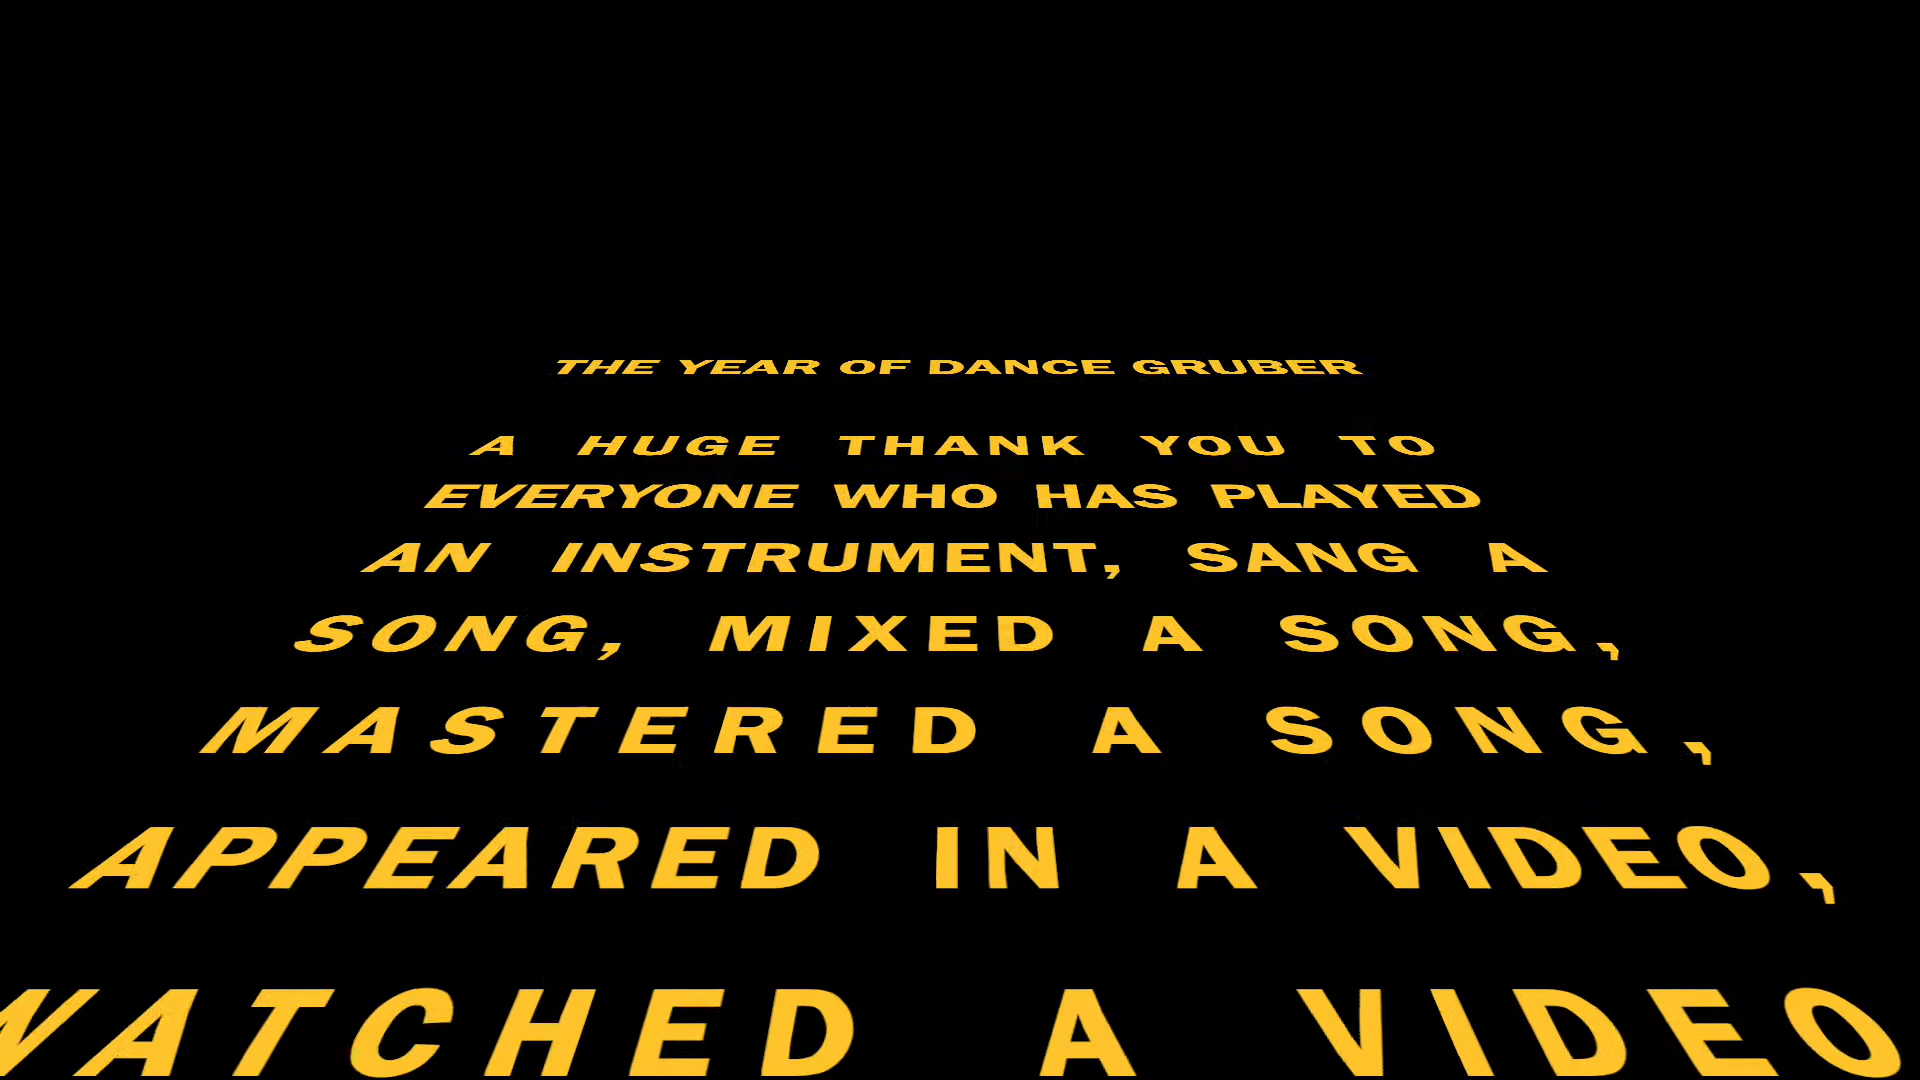 THE YEAR OF DANCE GRUBER
A HUGE THANK YOU TO
EVERYONE WHO HAS PLAYED
AN INSTRUMENT, SANG A
SONG, MIXED A SONG,
MASTERED A SONG,
APPEARED IN A VIDEO,
WATCHED A VIDEO